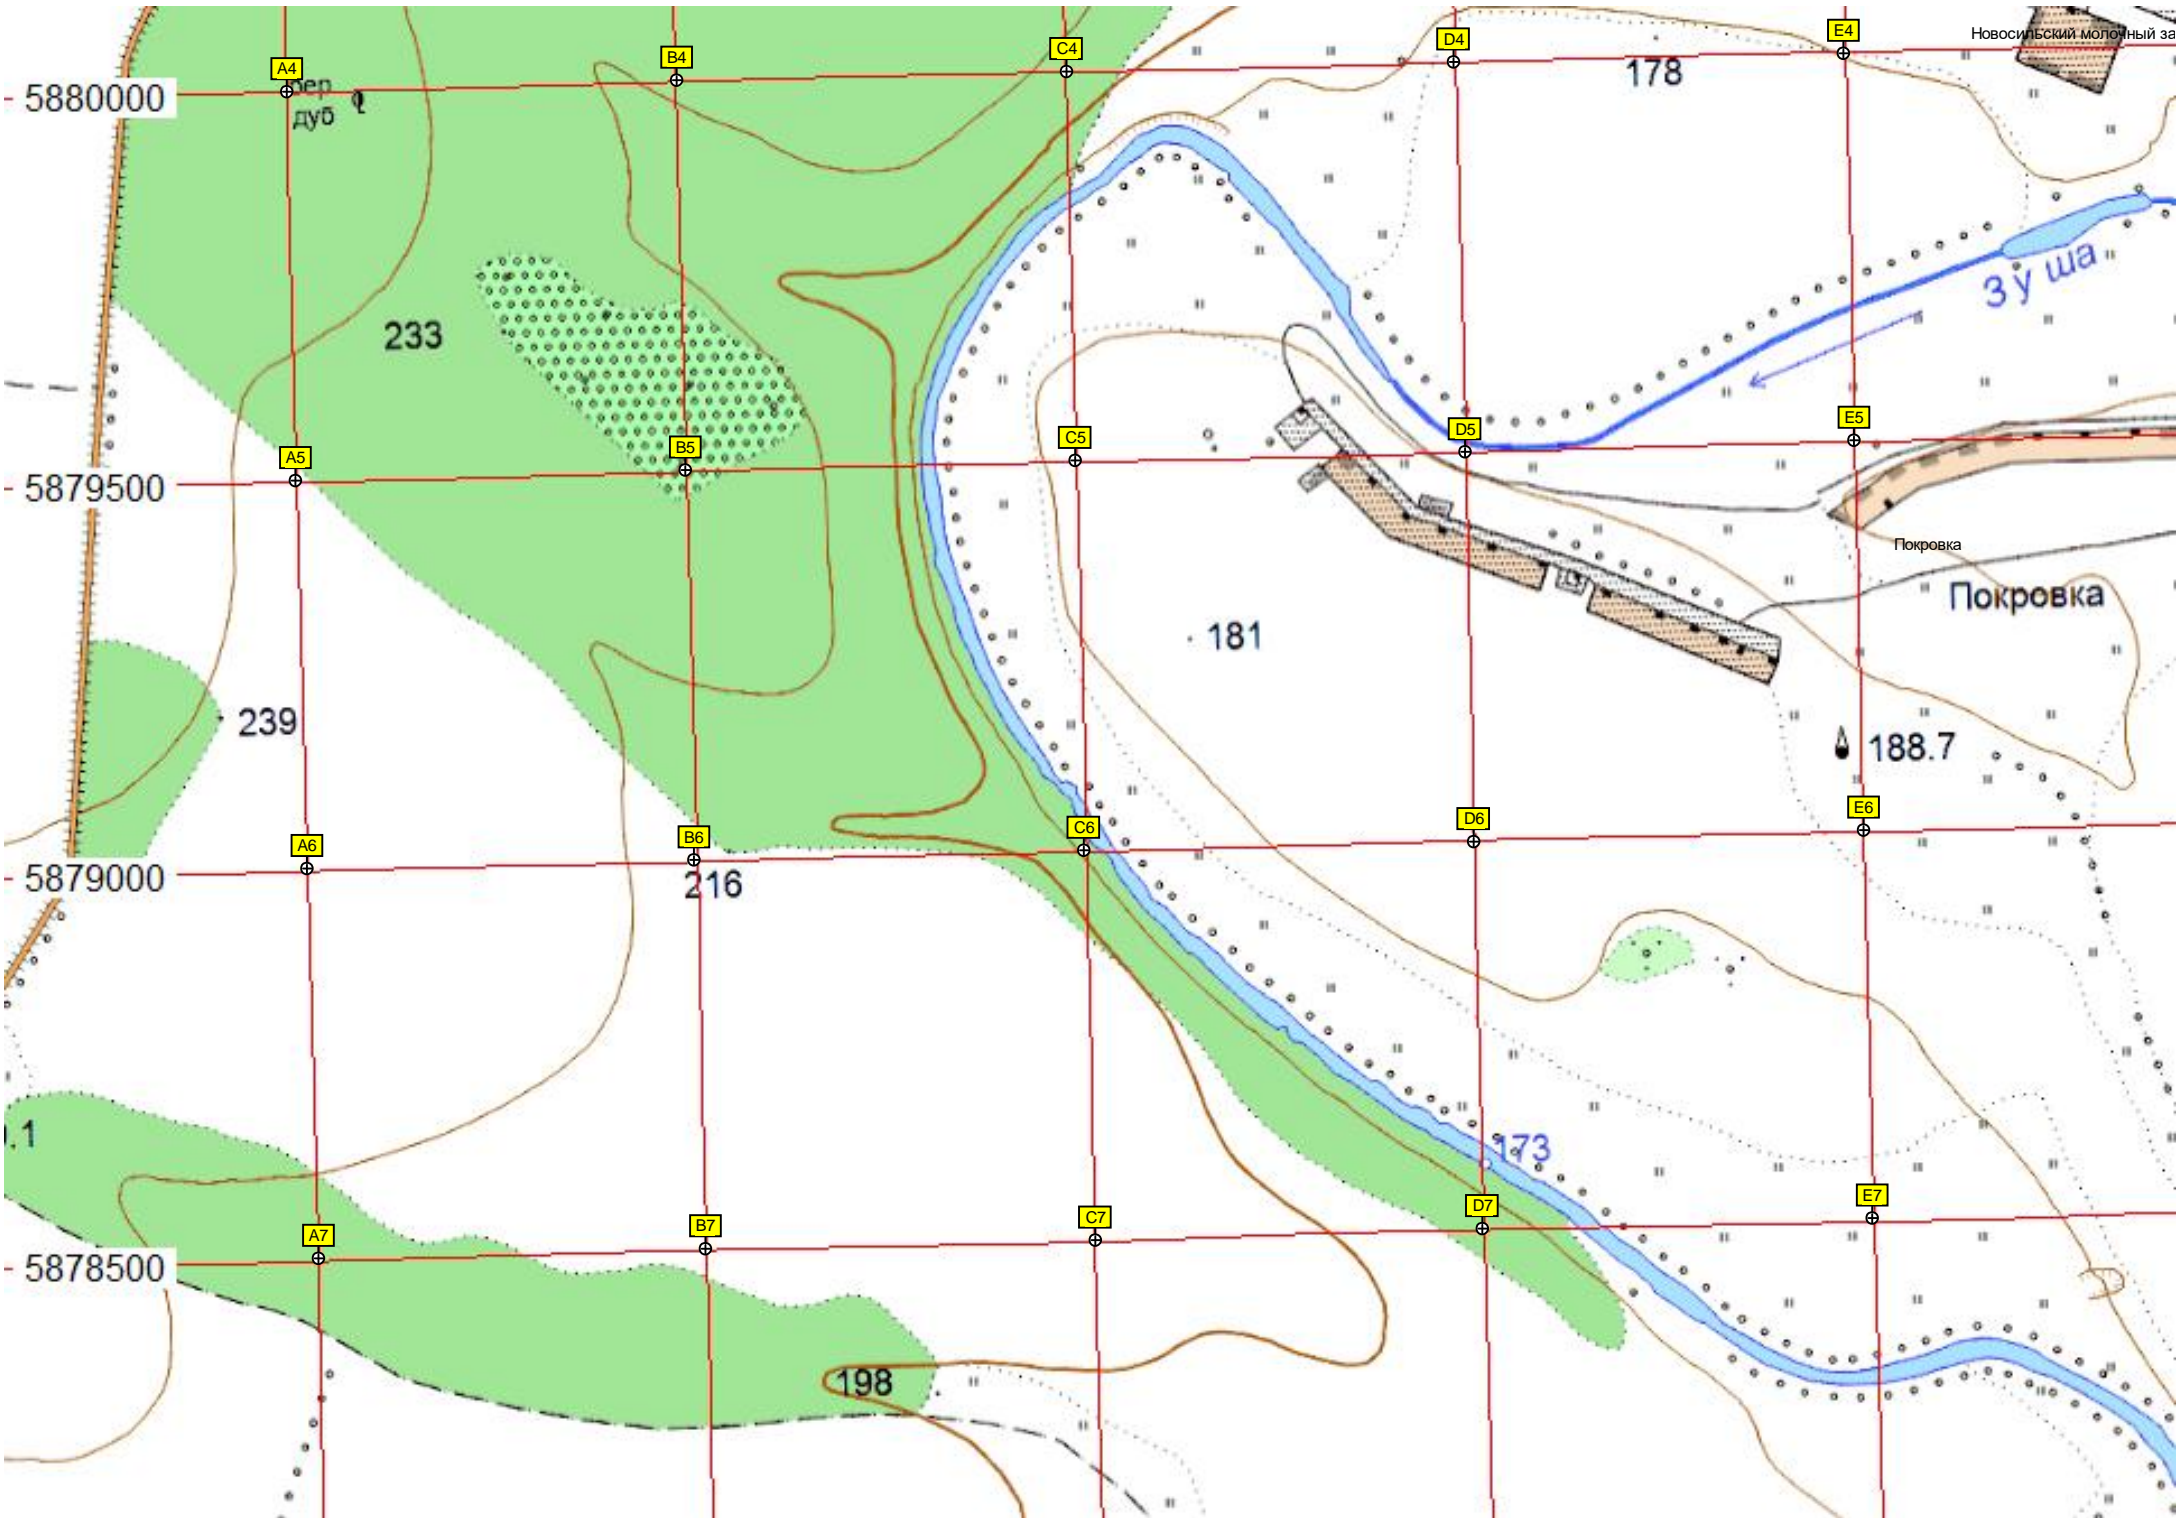 Новосильский молочный за
A4
B4
C4
D4
E4
5880000
бер
дуб
178
Зуша
233
A5
B5
C5
D5
E5
5879500
Покровка
Покровка
181
239
188.7
A6
B6
C6
D6
E6
5879000
216
.1
173
A7
B7
C7
D7
E7
5878500
198